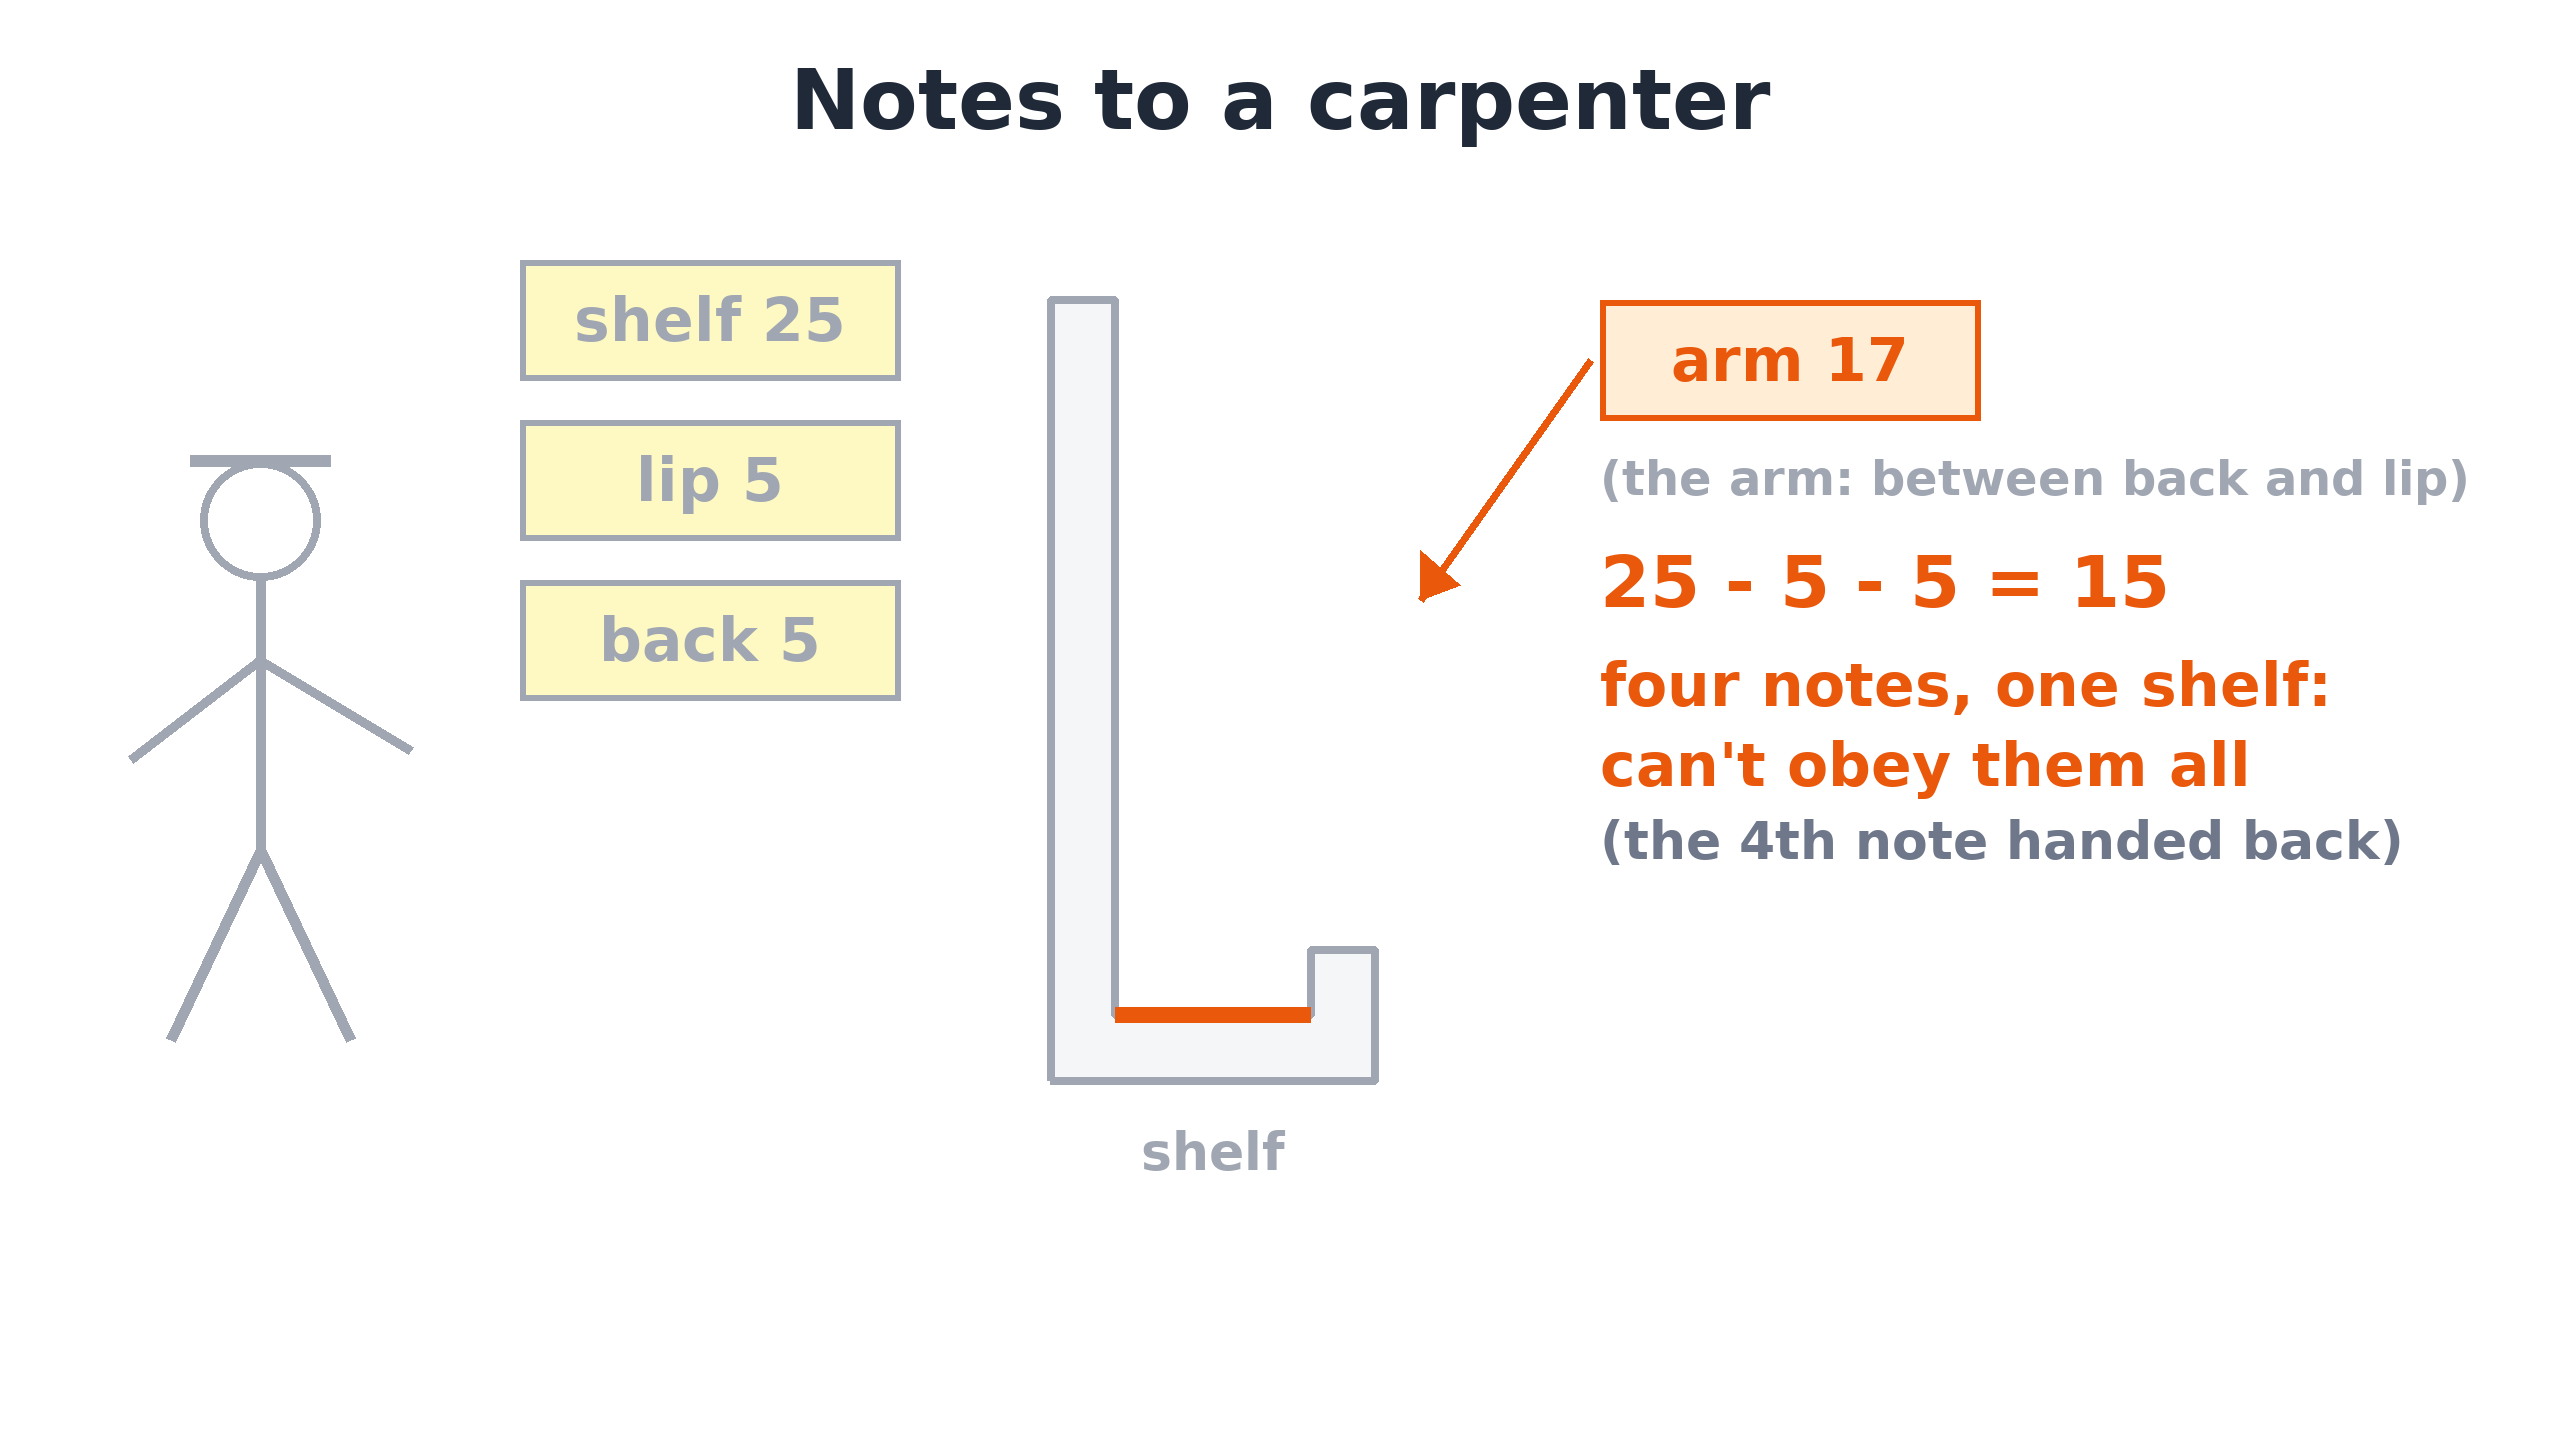 Notes to a carpenter
shelf 25
lip 5
back 5
shelf
arm 17
(the arm: between back and lip)
25 - 5 - 5 = 15
four notes, one shelf:
can't obey them all
(the 4th note handed back)